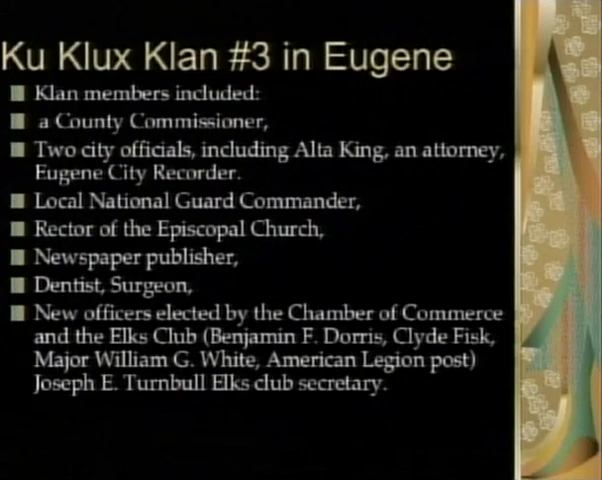 Ku Klux Klan #3 in Eugene
Klan members included:
a County Commissioner,
Two city officials, including Alta King, an attorney,
Eugene City Recorder.
Local National Guard Commander,
Rector of the Episcopal Church,
Newspaper publisher,
Dentist, Surgeon,
New officers elected by the Chamber of Commerce
and the Elks Club (Benjamin F. Dorris, Clyde Fisk,
Major William G. White, American Legion post)
Joseph E. Turnbull Elks club secretary.